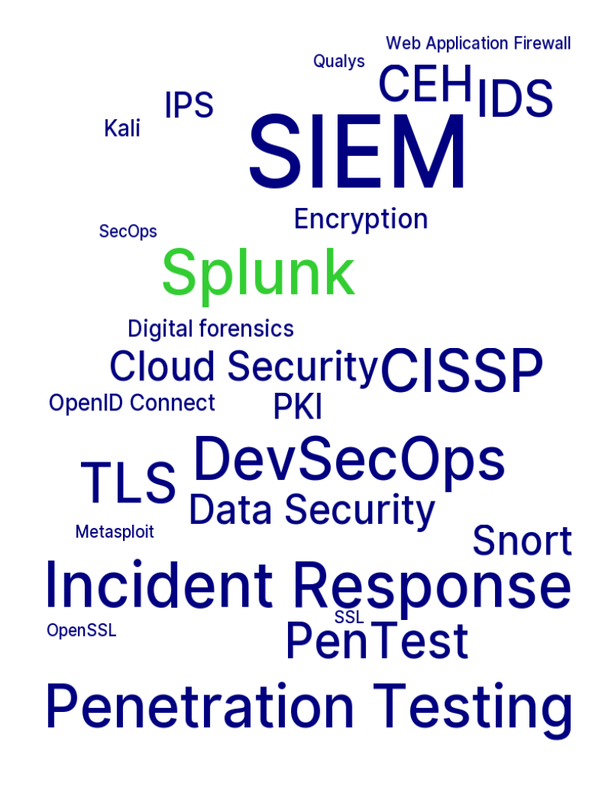 Web Application Firewall
Qualys
CEH
IDS
IPS
Kali
SIEM
Encryption
SecOps
Splunk
Digital forensics
Cloud Security
CISSP
OpenID Connect
PKI
DevSecOps
TLS
Data Security
Metasploit
Snort
Incident Response
SSL
OpenSSL
PenTest
Penetration Testing